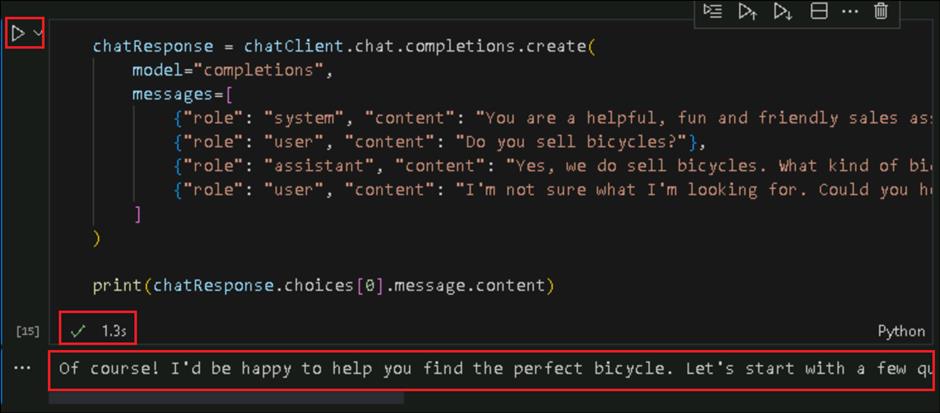 chatResponse = chatClient.chat.completions.create(
    model="completions",
    messages=[
        {"role": "system", "content": "You are a helpful, fun and friendly sales ass
        {"role": "user", "content": "Do you sell bicycles?"},
        {"role": "assistant", "content": "Yes, we do sell bicycles. What kind of bic
        {"role": "user", "content": "I'm not sure what I'm looking for. Could you he
    ]
)
print(chatResponse.choices[0].message.content)
[15] 1.3s Python
Of course! I'd be happy to help you find the perfect bicycle. Let's start with a few qu